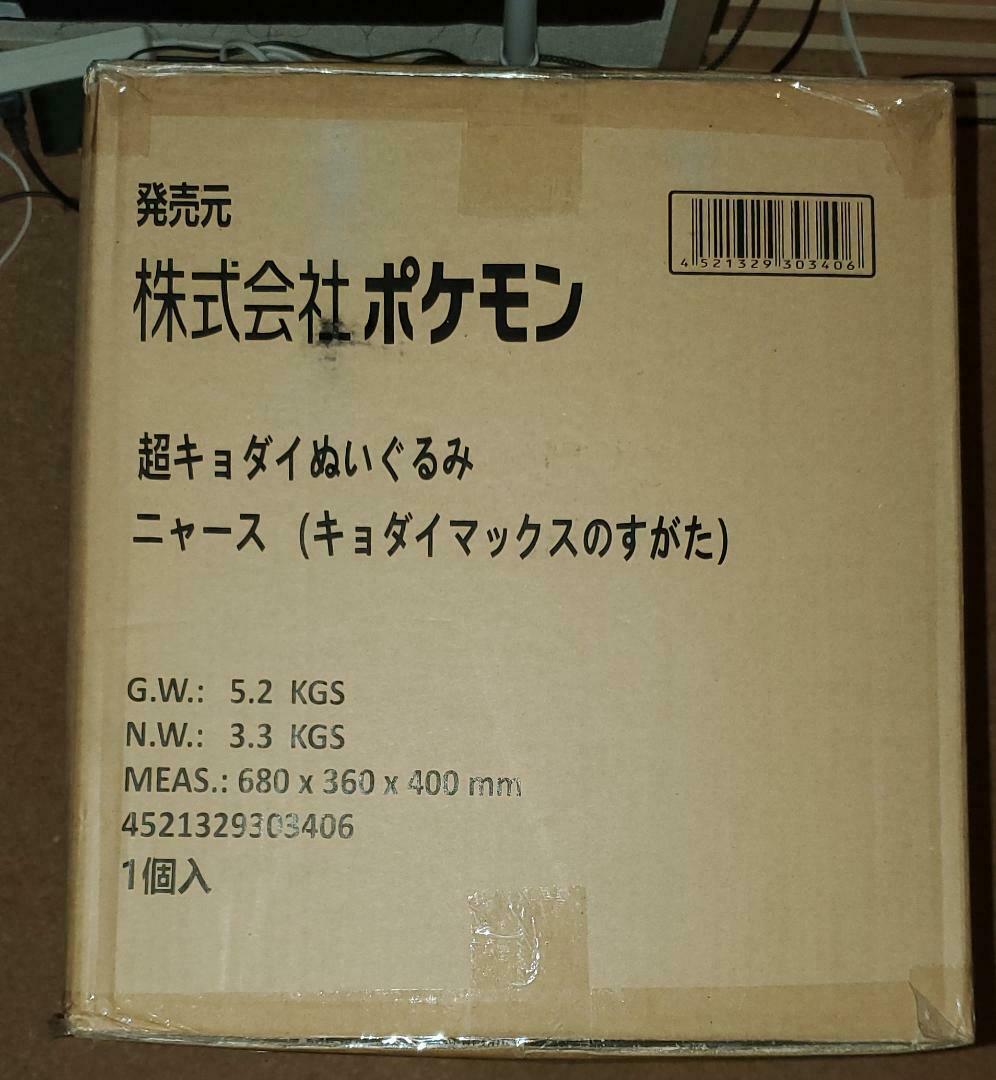 発売元
株式会社ポケモン
4 521329 303406
超キョダイぬいぐるみ
ニャース (キョダイマックスのすがた)
G.W.: 5.2 KGS
N.W.: 3.3 KGS
MEAS.: 680 x 360 x 400 mm
4521329303406
1個入